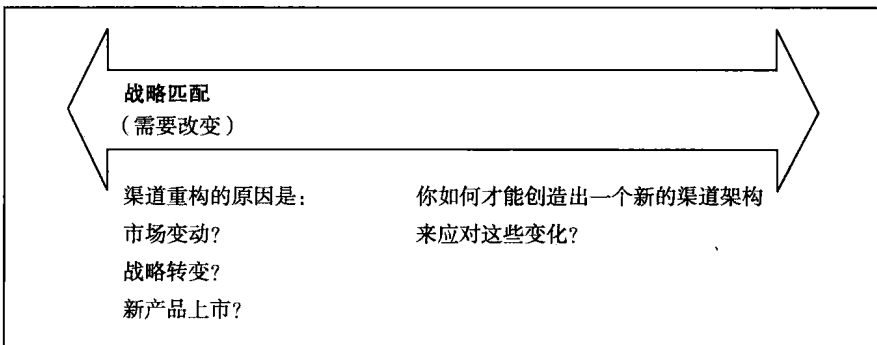 战略匹配
（需要改变）
渠道重构的原因是：
市场变动？
战略转变？
新产品上市？
你如何才能创造出一个新的渠道架构
来应对这些变化？